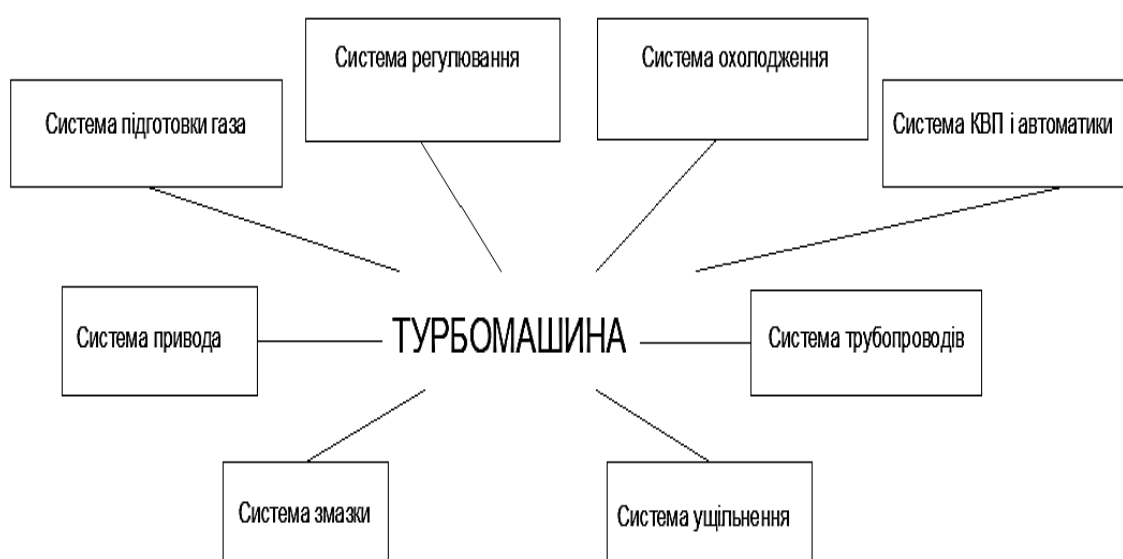 Система регулювання
Система охолодження
Система підготовки газа
Система КВП і автоматики
Система привода
ТУРБОМАШИНА
Система трубопроводів
Система змазки
Система ущільнення